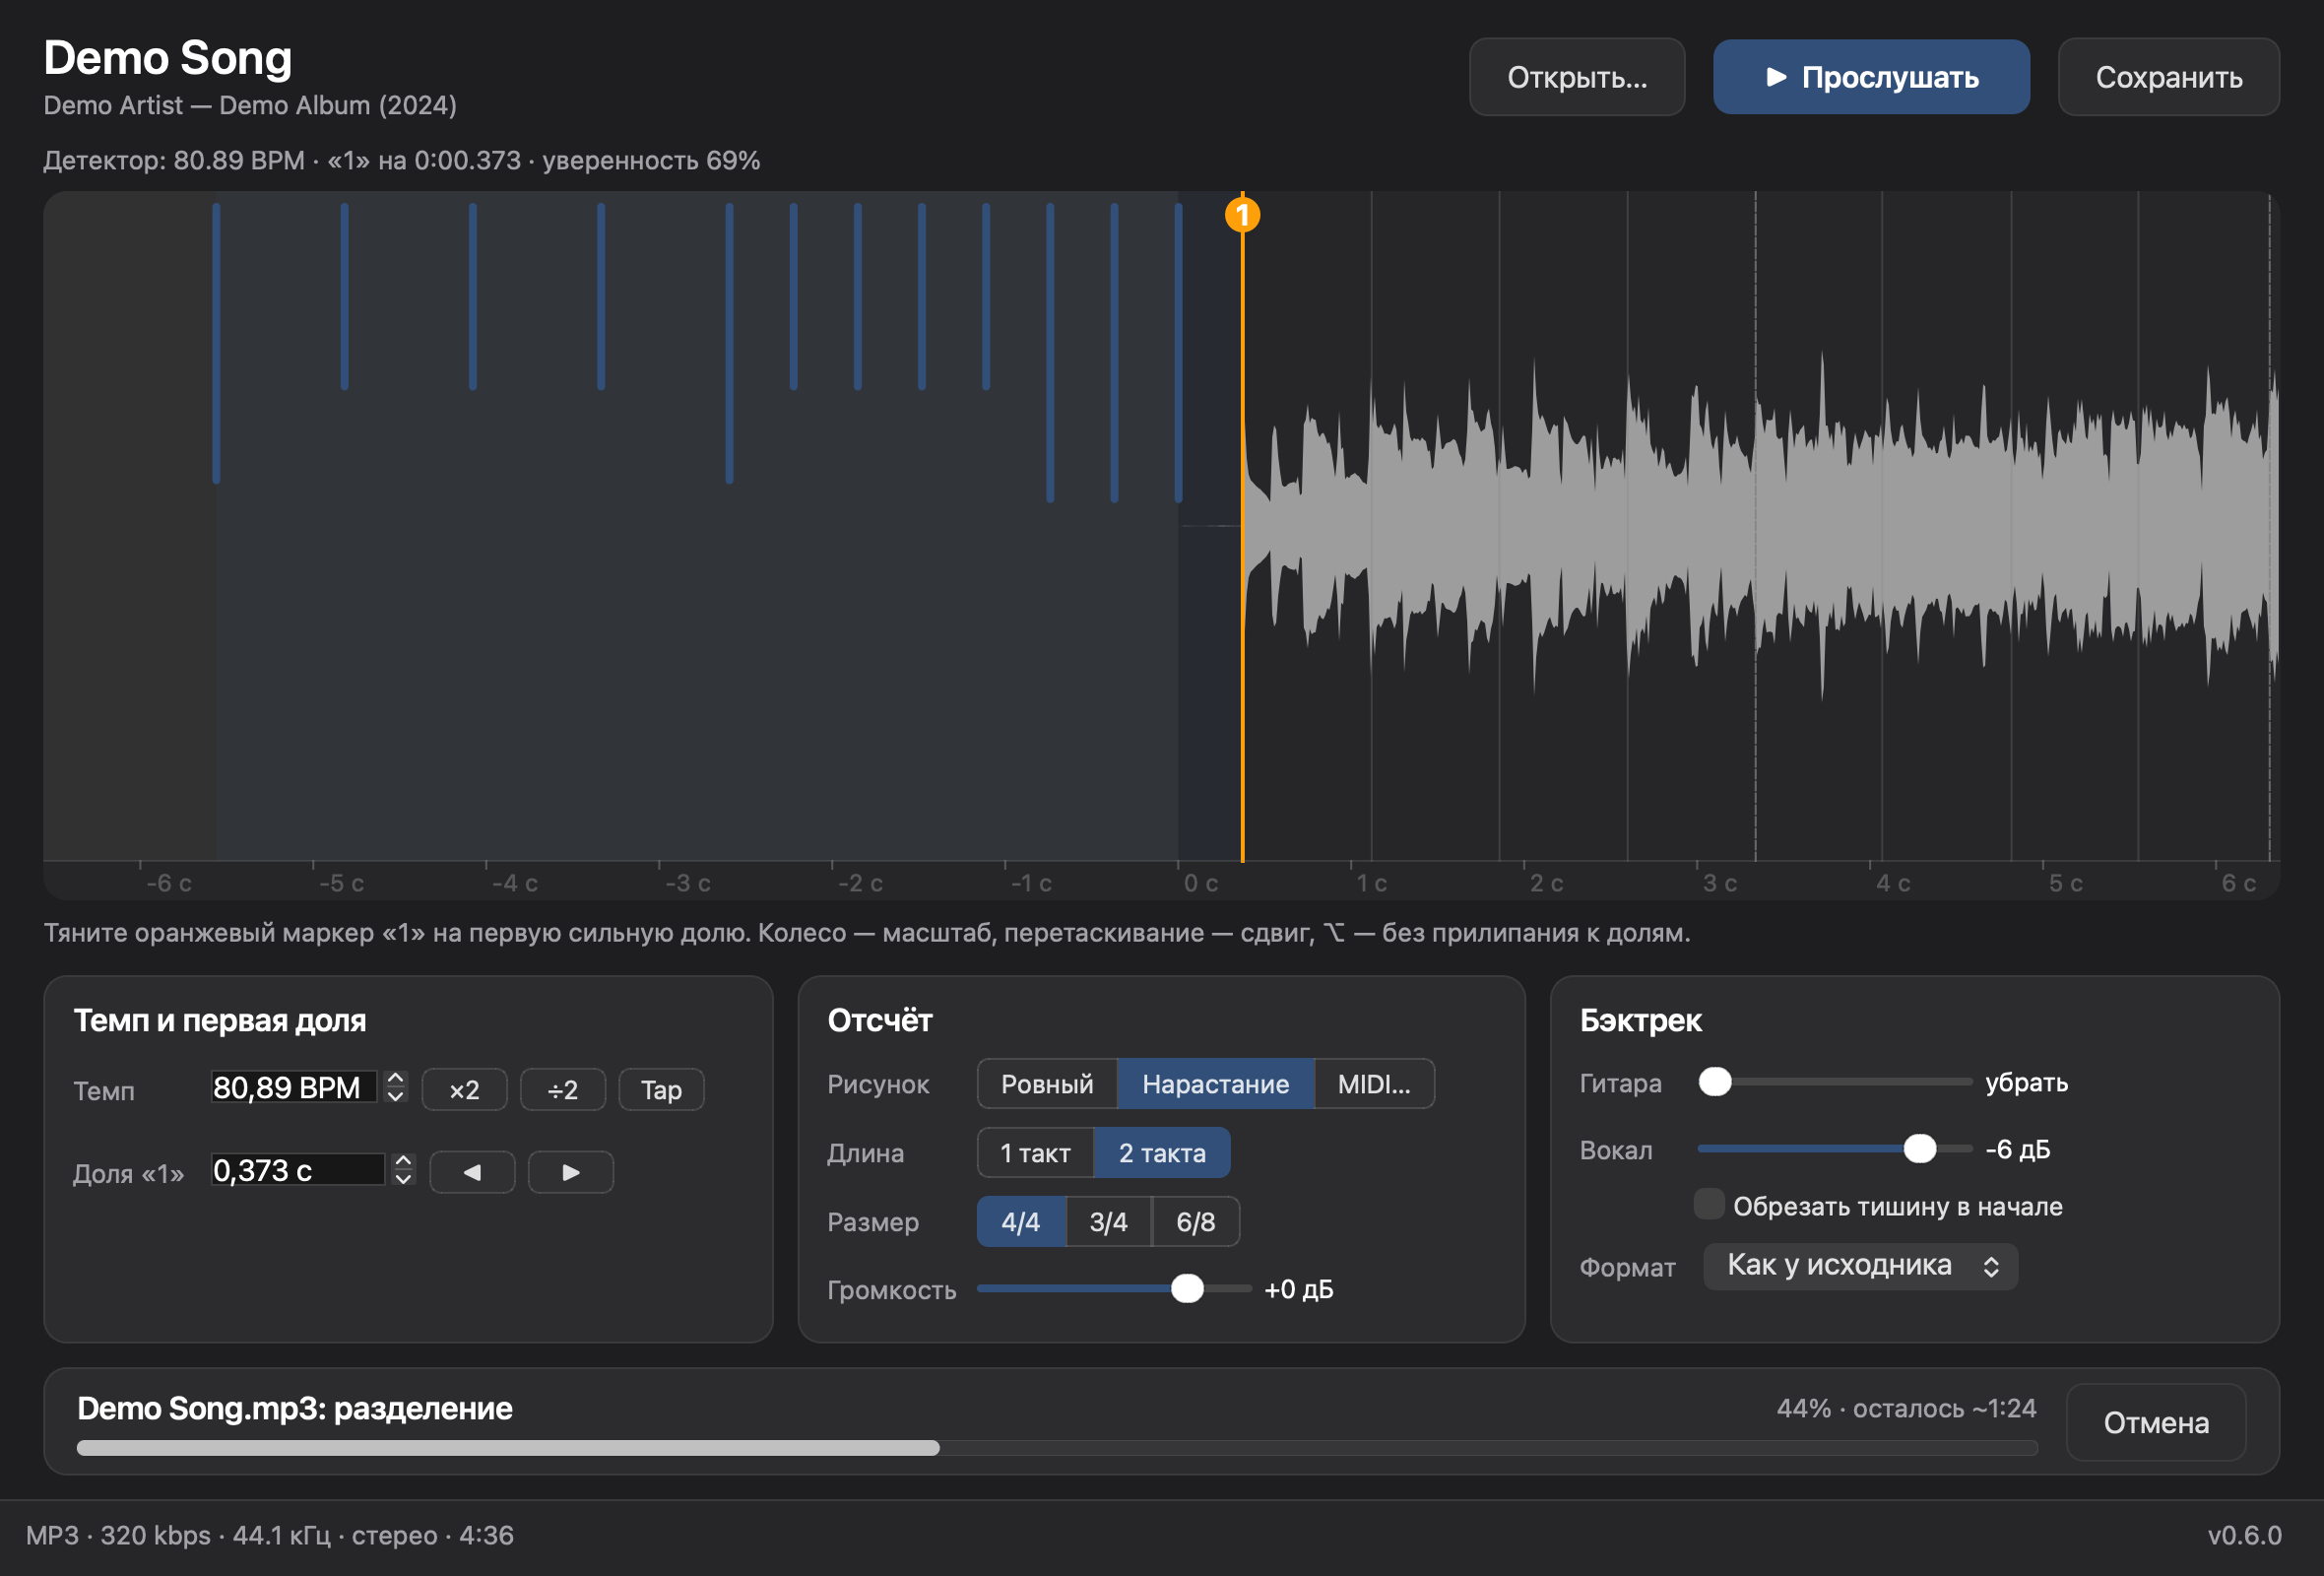 Demo Song
Demo Artist — Demo Album (2024)
Открыть...
▶ Прослушать
Сохранить
Детектор: 80.89 BPM · «1» на 0:00.373 · уверенность 69%
1
-6 с -5 с -4 с -3 с -2 с -1 с 0 с 1 с 2 с 3 с 4 с 5 с 6 с
Тяните оранжевый маркер «1» на первую сильную долю. Колесо — масштаб, перетаскивание — сдвиг, ⌥ — без прилипания к долям.
Темп и первая доля
Темп 80,89 BPM ×2 ÷2 Tap
Доля «1» 0,373 с ◀ ▶
Отсчёт
Рисунок Ровный Нарастание MIDI...
Длина 1 такт 2 такта
Размер 4/4 3/4 6/8
Громкость +0 дБ
Бэктрек
Гитара убрать
Вокал -6 дБ
Обрезать тишину в начале
Формат Как у исходника
Demo Song.mp3: разделение
44% · осталось ~1:24
Отмена
MP3 · 320 kbps · 44.1 кГц · стерео · 4:36
v0.6.0